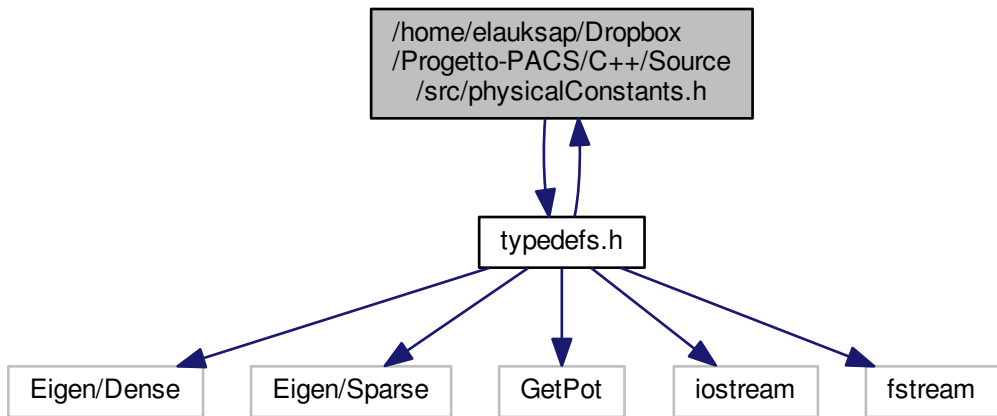 /home/elauksap/Dropbox
/Progetto-PACS/C++/Source
/src/physicalConstants.h
typedefs.h
Eigen/Dense
Eigen/Sparse
GetPot
iostream
fstream